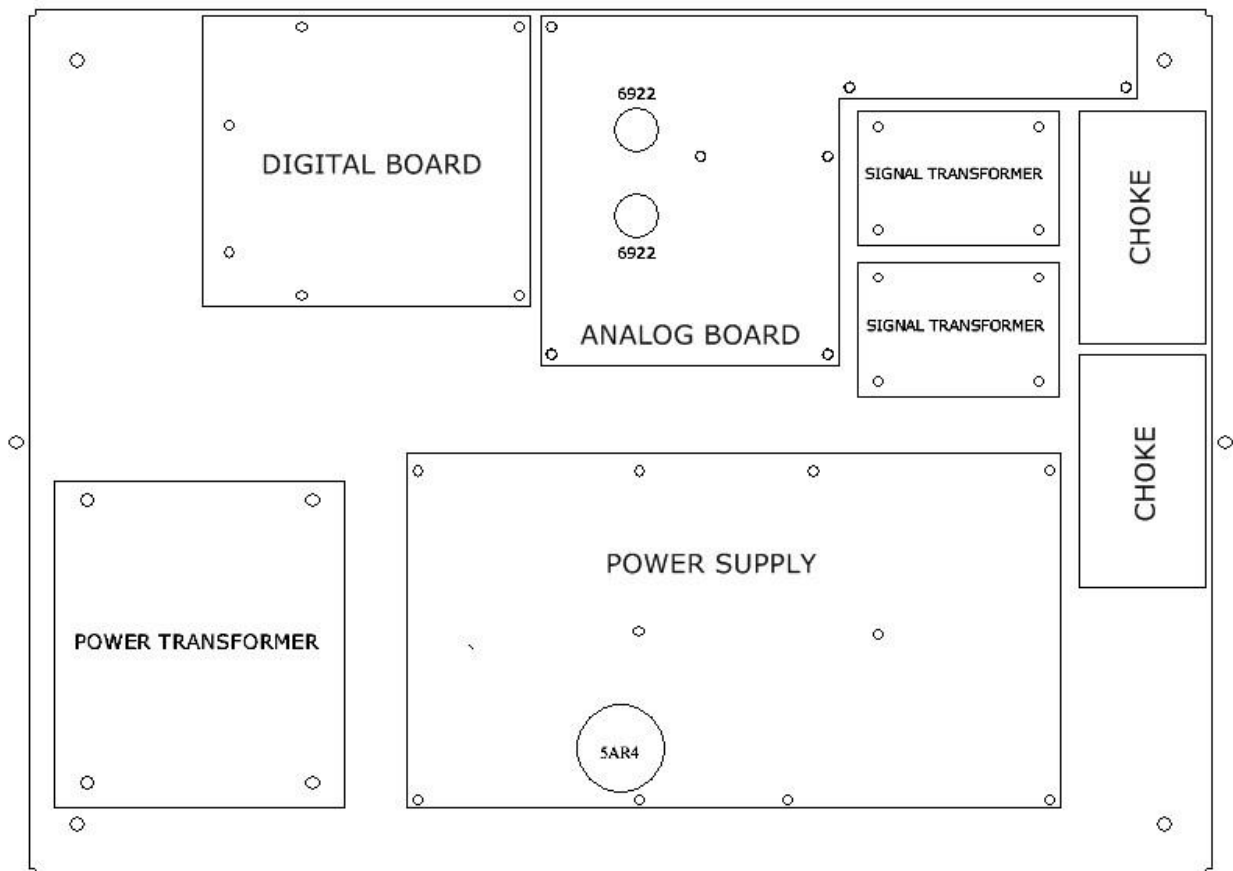 6922
DIGITAL BOARD
6922
ANALOG BOARD
SIGNAL TRANSFORMER
SIGNAL TRANSFORMER
CHOKE
CHOKE
POWER TRANSFORMER
POWER SUPPLY
5AR4